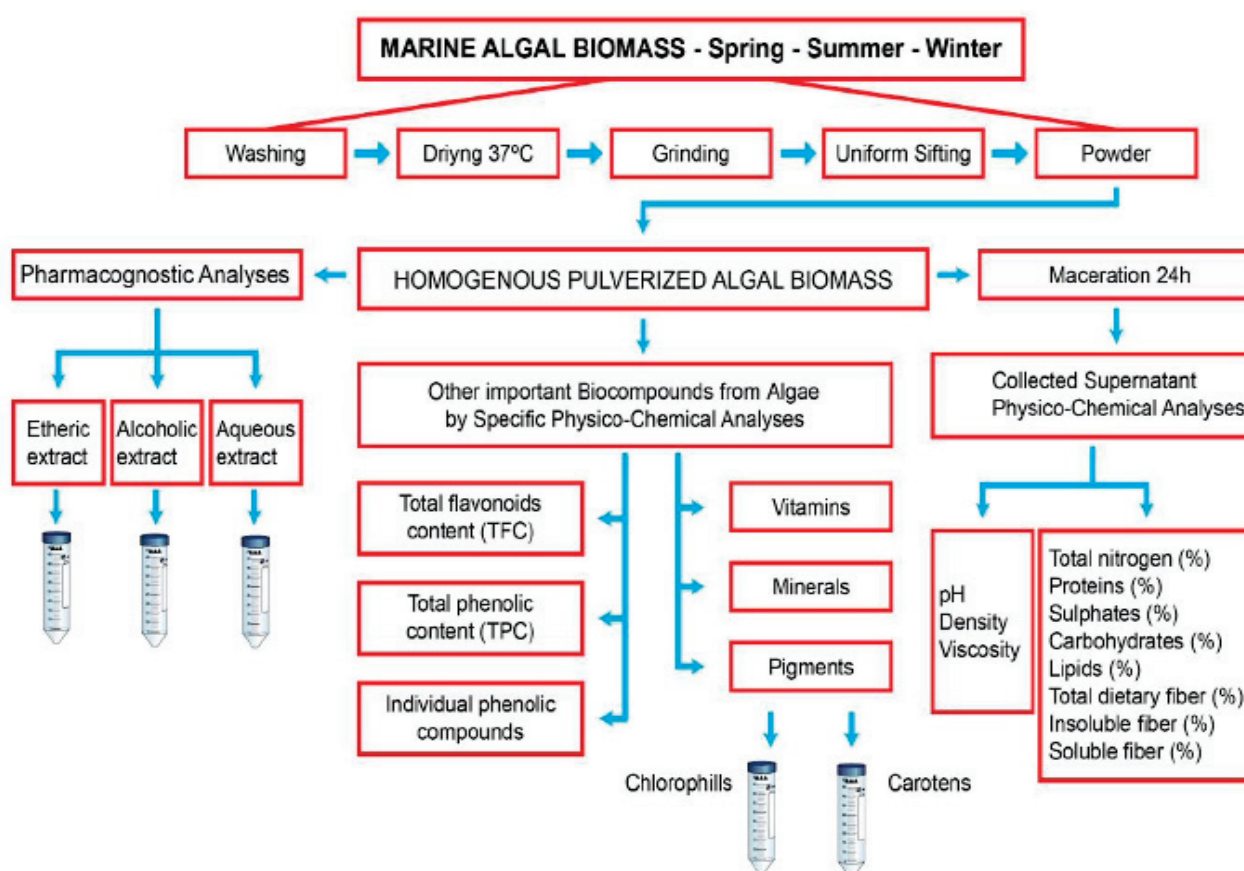 MARINE ALGAL BIOMASS - Spring - Summer - Winter
Washing
Driyng 37ºC
Grinding
Uniform Sifting
Powder
Pharmacognostic Analyses
HOMOGENOUS PULVERIZED ALGAL BIOMASS
Maceration 24h
Etheric
extract
Alcoholic
extract
Aqueous
extract
Other important Biocompounds from Algae
by Specific Physico-Chemical Analyses
Collected Supernatant
Physico-Chemical Analyses
Total flavonoids
content (TFC)
Total phenolic
content (TPC)
Individual phenolic
compounds
Vitamins
Minerals
Pigments
Chlorophills
Carotens
pH
Density
Viscosity
Total nitrogen (%)
Proteins (%)
Sulphates (%)
Carbohydrates (%)
Lipids (%)
Total dietary fiber (%)
Insoluble fiber (%)
Soluble fiber (%)